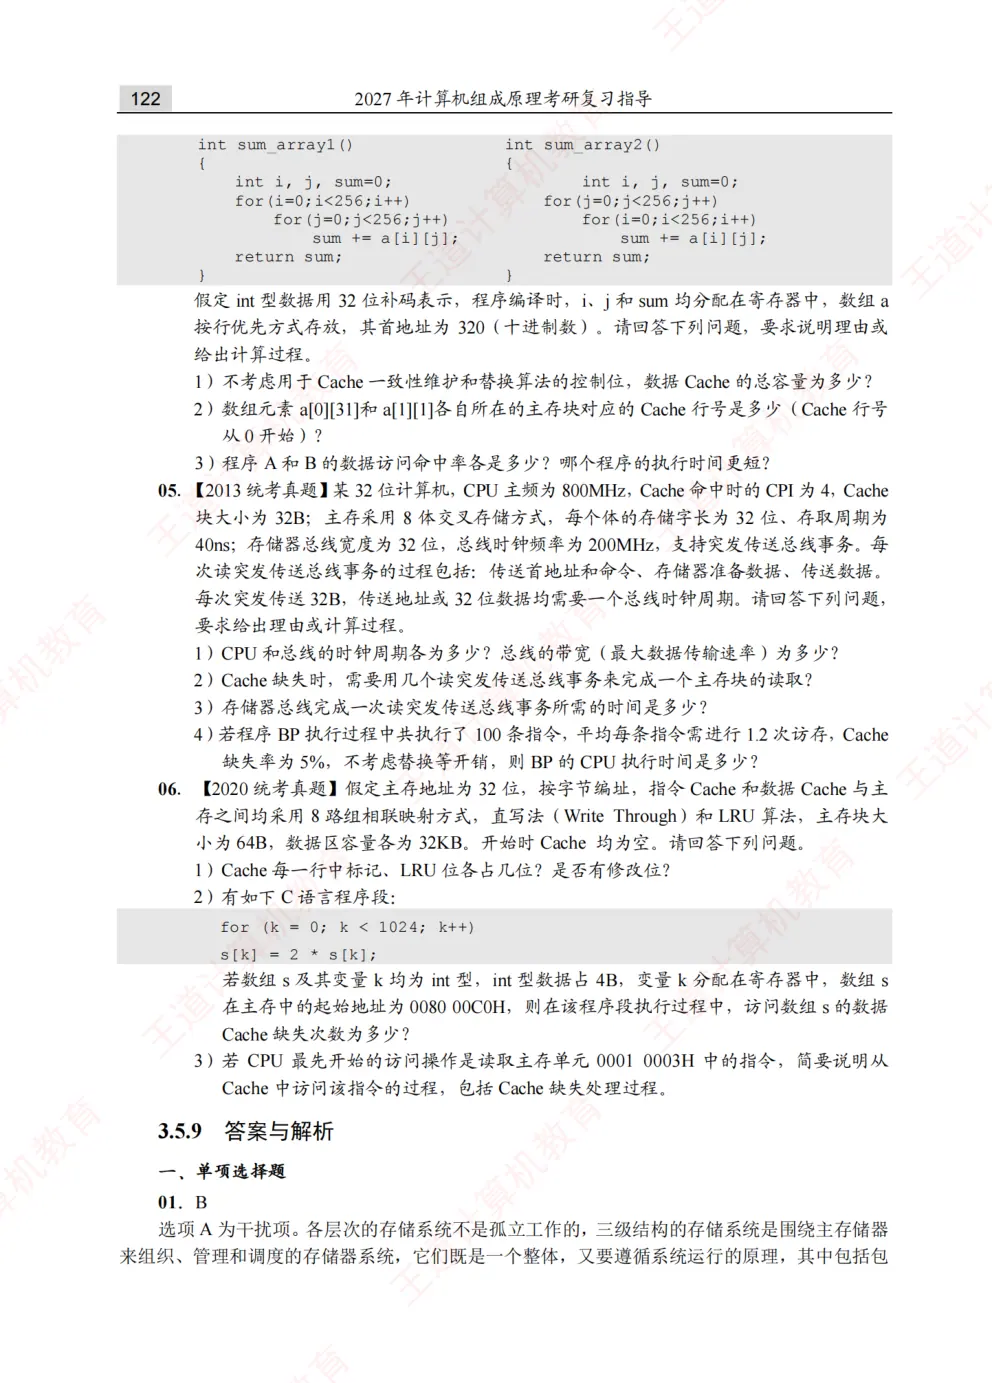 122
2027 年计算机组成原理考研复习指导
int sum_array1()
{
int i, j, sum=0;
for(i=0;i<256;i++)
for(j=0;j<256;j++)
sum += a[i][j];
return sum;
}
int sum_array2()
{
int i, j, sum=0;
for(j=0;j<256;j++)
for(i=0;i<256;i++)
sum += a[i][j];
return sum;
}
假定 int 型数据用 32 位补码表示，程序编译时，i、j 和 sum 均分配在寄存器中，数组 a
按行优先方式存放，其首地址为 320（十进制数）。请回答下列问题，要求说明理由或
给出计算过程。
1）不考虑用于 Cache 一致性维护和替换算法的控制位，数据 Cache 的总容量为多少？
2）数组元素 a[0][31]和 a[1][1]各自所在的主存块对应的 Cache 行号是多少（Cache 行号
从 0 开始）？
3）程序 A 和 B 的数据访问命中率各是多少？哪个程序的执行时间更短？
05. 【2013 统考真题】某 32 位计算机，CPU 主频为 800MHz，Cache 命中时的 CPI 为 4，Cache
块大小为 32B；主存采用 8 体交叉存储方式，每个体的存储字长为 32 位、存取周期为
40ns；存储器总线宽度为 32 位，总线时钟频率为 200MHz，支持突发传送总线事务。每
次读突发传送总线事务的过程包括：传送首地址和命令、存储器准备数据、传送数据。
每次突发传送 32B，传送地址或 32 位数据均需要一个总线时钟周期。请回答下列问题，
要求给出理由或计算过程。
1）CPU 和总线的时钟周期各为多少？总线的带宽（最大数据传输速率）为多少？
2）Cache 缺失时，需要用几个读突发传送总线事务来完成一个主存块的读取？
3）存储器总线完成一次读突发传送总线事务所需的时间是多少？
4）若程序 BP 执行过程中共执行了 100 条指令，平均每条指令需进行 1.2 次访存，Cache
缺失率为 5%，不考虑替换等开销，则 BP 的 CPU 执行时间是多少？
06. 【2020 统考真题】假定主存地址为 32 位，按字节编址，指令 Cache 和数据 Cache 与主
存之间均采用 8 路组相联映射方式，直写法（Write Through）和 LRU 算法，主存块大
小为 64B，数据区容量各为 32KB。开始时 Cache 均为空。请回答下列问题。
1）Cache 每一行中标记、LRU 位各占几位？是否有修改位？
2）有如下 C 语言程序段：
for (k = 0; k < 1024; k++)
s[k] = 2 * s[k];
若数组 s 及其变量 k 均为 int 型，int 型数据占 4B，变量 k 分配在寄存器中，数组 s
在主存中的起始地址为 0080 00C0H，则在该程序段执行过程中，访问数组 s 的数据
Cache 缺失次数为多少？
3）若 CPU 最先开始的访问操作是读取主存单元 0001 0003H 中的指令，简要说明从
Cache 中访问该指令的过程，包括 Cache 缺失处理过程。
3.5.9 答案与解析
一、单项选择题
01. B
选项 A 为干扰项。各层次的存储系统不是孤立工作的，三级结构的存储系统是围绕主存储器
来组织、管理和调度的存储器系统，它们既是一个整体，又要遵循系统运行的原理，其中包括包